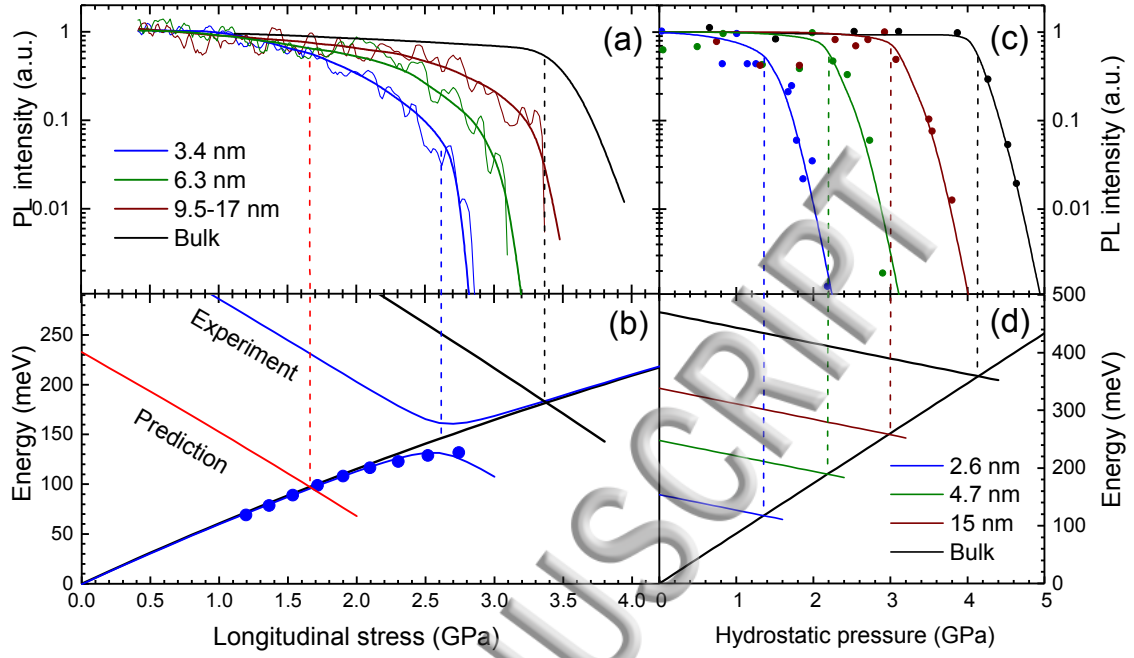 (a)
PL intensity (a.u.)
1
0.1
0.01
3.4 nm
6.3 nm
9.5-17 nm
Bulk
(c)
1
0.1
0.01
PL intensity (a.u.)
(b)
Energy (meV)
250
200
150
100
50
0
Experiment
Prediction
0.0 0.5 1.0 1.5 2.0 2.5 3.0 3.5 4.0
Longitudinal stress (GPa)
(d)
500
400
300
200
100
0
Energy (meV)
2.6 nm
4.7 nm
15 nm
Bulk
0 1 2 3 4 5
Hydrostatic pressure (GPa)
USCRIPT